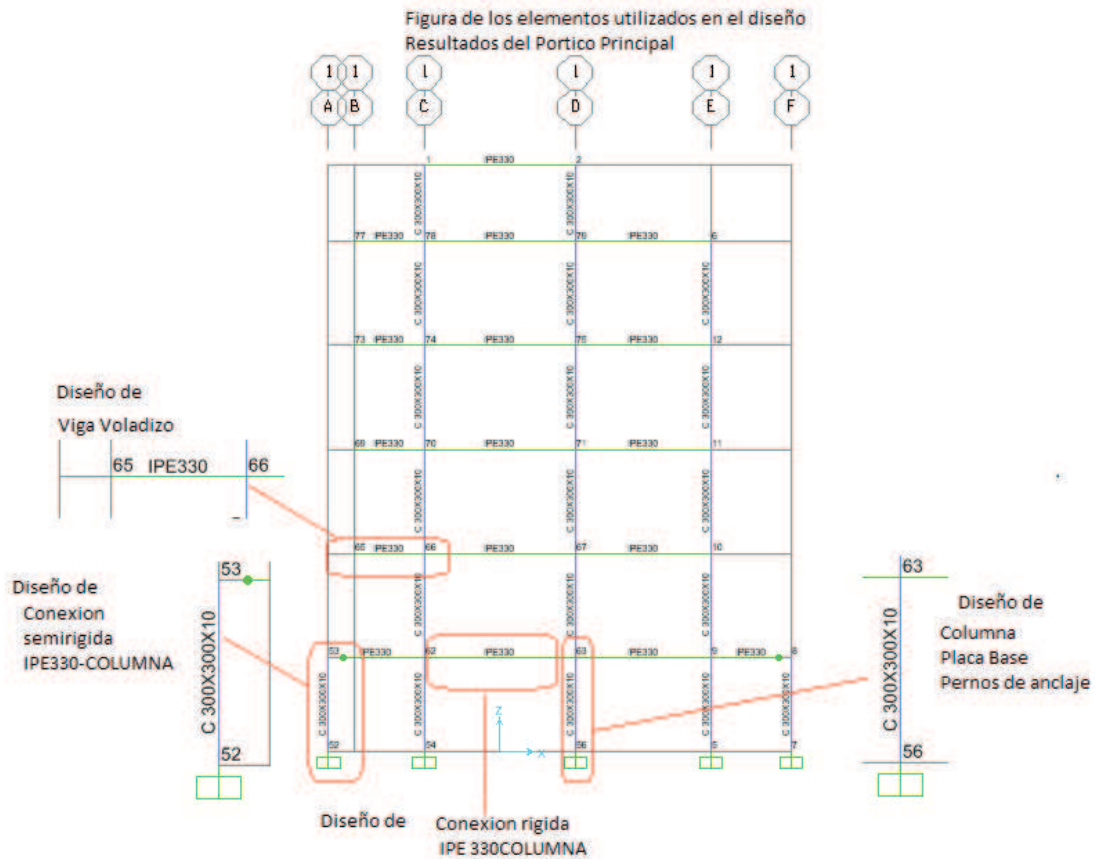 Figura de los elementos utilizados en el diseño
Resultados del Portico Principal
1 1 1 1 1 1
A B C D E F
1 IPE330 2
C 300X300X10 C 300X300X10
77 IPE330 78 IPE330 79 IPE330 6
C 300X300X10 C 300X300X10 C 300X300X10
73 IPE330 74 IPE330 75 IPE330 12
C 300X300X10 C 300X300X10 C 300X300X10
69 IPE330 70 IPE330 71 IPE330 11
C 300X300X10 C 300X300X10 C 300X300X10
65 IPE330 66 IPE330 67 IPE330 10
C 300X300X10 C 300X300X10 C 300X300X10
53 IPE330 62 IPE330 63 IPE330 9 IPE330 8
C 300X300X10 C 300X300X10 C 300X300X10 C 300X300X10 C 300X300X10
Z
X
52 54 56 5 7
Diseño de
Viga Voladizo
65 IPE330 66
Diseño de
Conexion
semirigida
IPE330-COLUMNA
53
C 300X300X10
52
63
C 300X300X10
56
Diseño de
Columna
Placa Base
Pernos de anclaje
Diseño de Conexion rigida
IPE 330COLUMNA